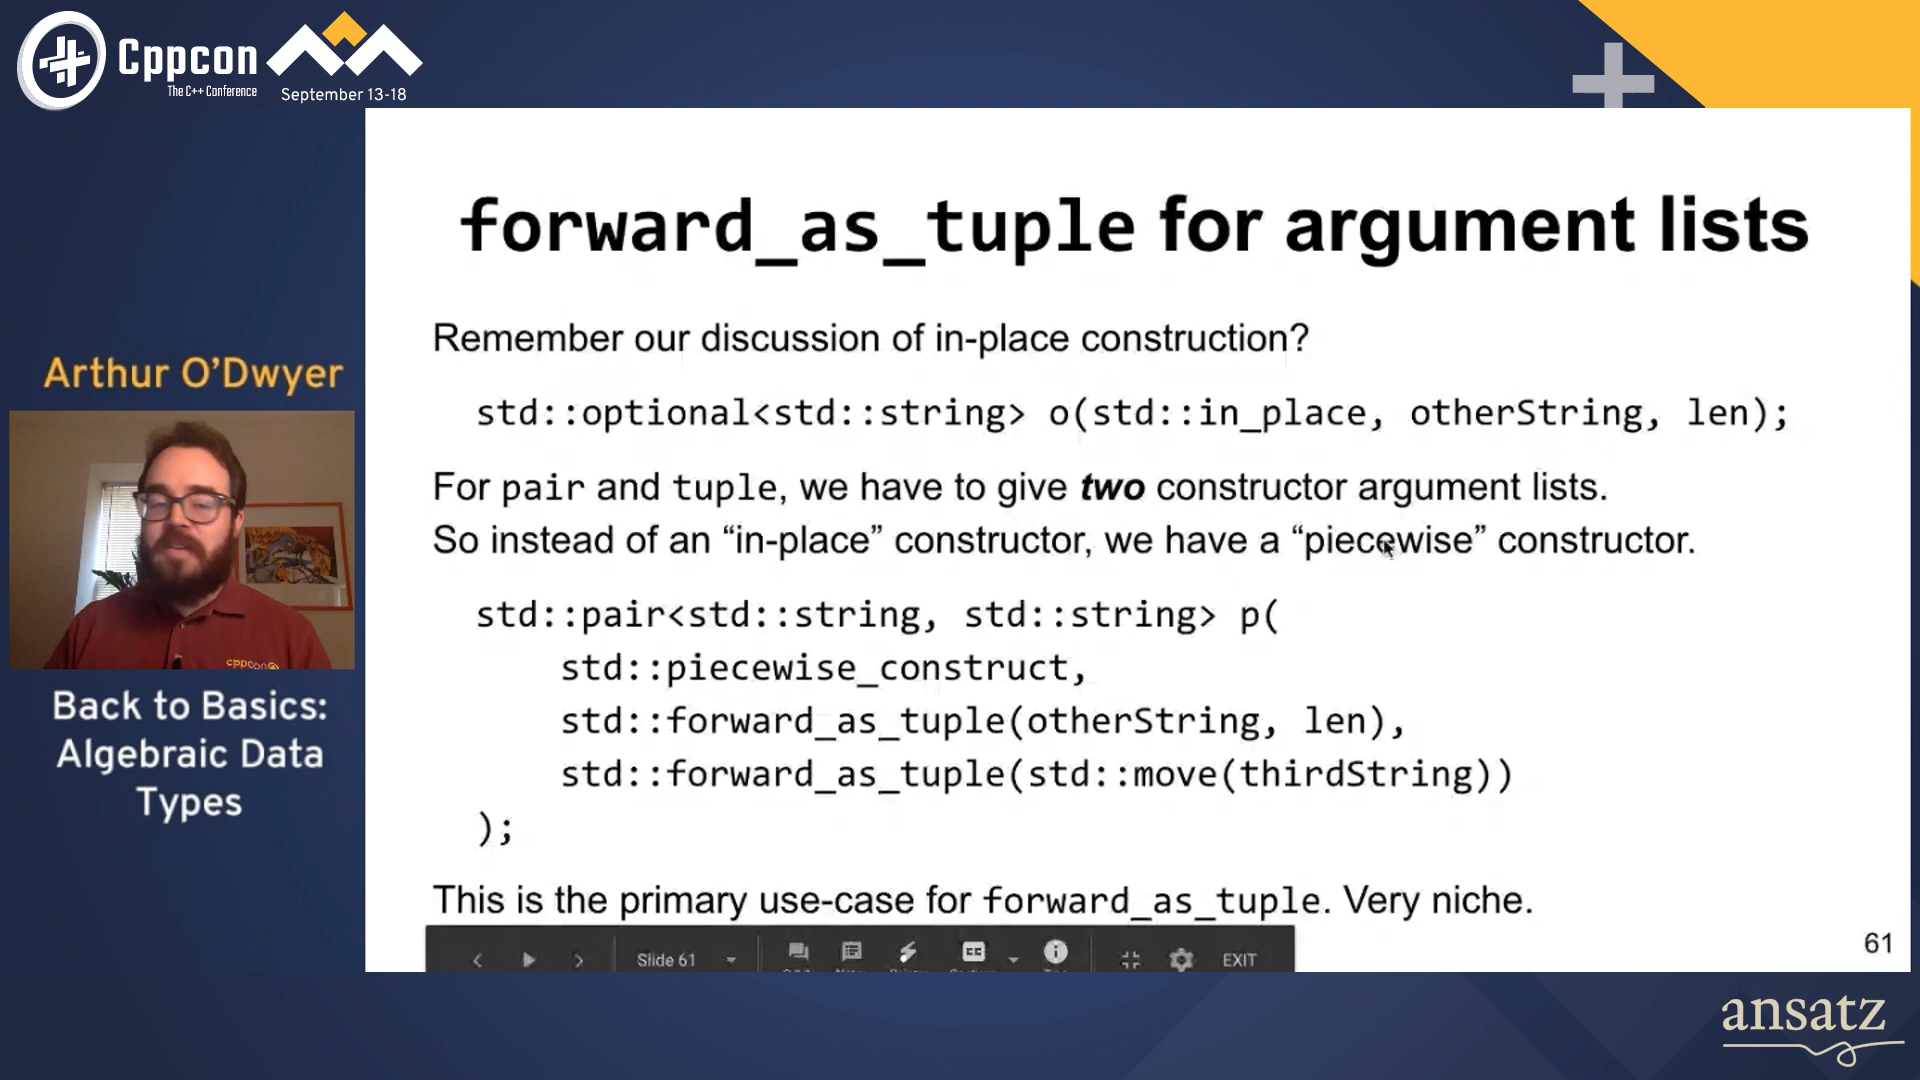 Cppcon
The C++ Conference
September 13-18
forward_as_tuple for argument lists
Remember our discussion of in-place construction?
std::optional<std::string> o(std::in_place, otherString, len);
For pair and tuple, we have to give two constructor argument lists.
So instead of an “in-place” constructor, we have a “piecewise” constructor.
std::pair<std::string, std::string> p(
std::piecewise_construct,
std::forward_as_tuple(otherString, len),
std::forward_as_tuple(std::move(thirdString))
);
This is the primary use-case for forward_as_tuple. Very niche.
61
Slide 61
CC
EXIT
Arthur O’Dwyer
cppcon
Back to Basics:
Algebraic Data
Types
ansatz